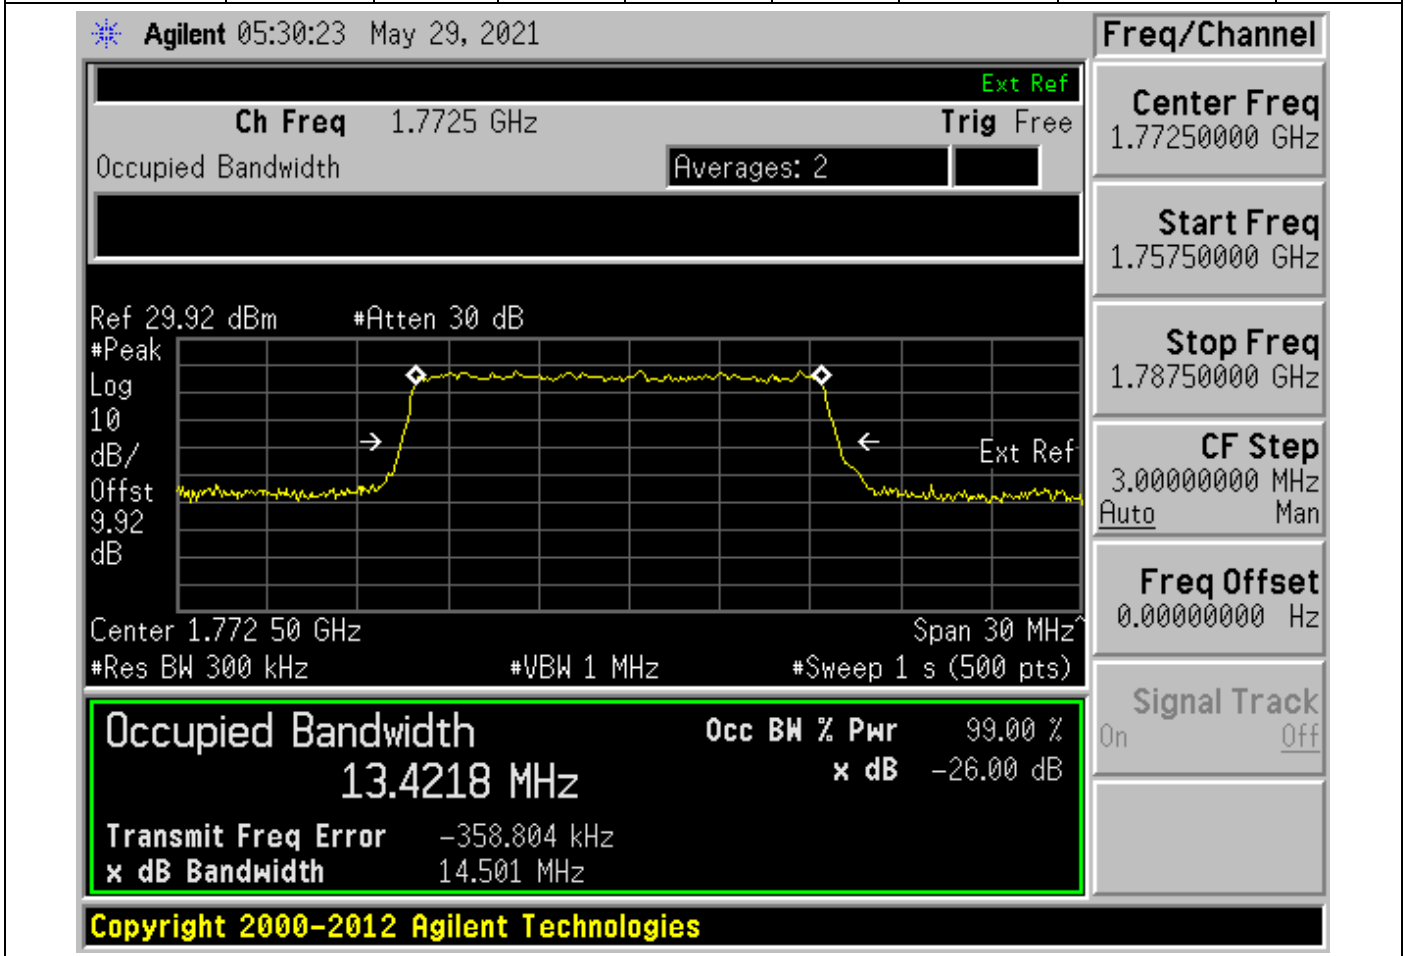 Agilent 05:30:23 May 29, 2021
Freq/Channel
Ext Ref
Ch Freq 1.7725 GHz Trig Free
Occupied Bandwidth Averages: 2
Center Freq
1.77250000 GHz
Start Freq
1.75750000 GHz
Stop Freq
1.78750000 GHz
CF Step
3.00000000 MHz
Auto Man
Freq Offset
0.00000000 Hz
Signal Track
On Off
Ref 29.92 dBm #Atten 30 dB
#Peak
Log
10
dB/
Offst
9.92
dB
Ext Ref
Center 1.772 50 GHz Span 30 MHz^
#Res BW 300 kHz #VBW 1 MHz #Sweep 1 s (500 pts)
Occupied Bandwidth Occ BW % Pwr 99.00 %
13.4218 MHz x dB -26.00 dB
Transmit Freq Error -358.804 kHz
x dB Bandwidth 14.501 MHz
Copyright 2000-2012 Agilent Technologies